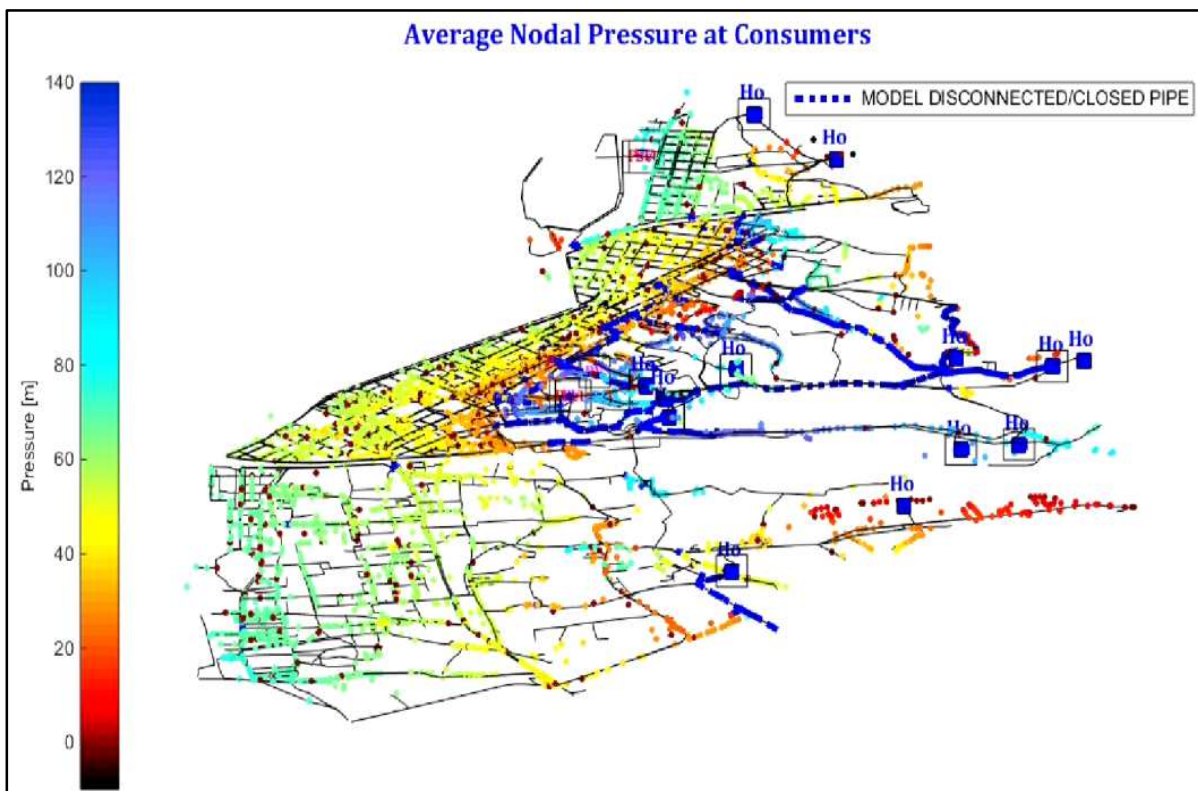 Average Nodal Pressure at Consumers
140
120
100
80
60
40
20
0
Pressure [m]
MODEL DISCONNECTED/CLOSED PIPE
Ho
Ho
Ho
Ho
Ho
Ho
Ho
Ho
Ho
Ho
Ho
Ho